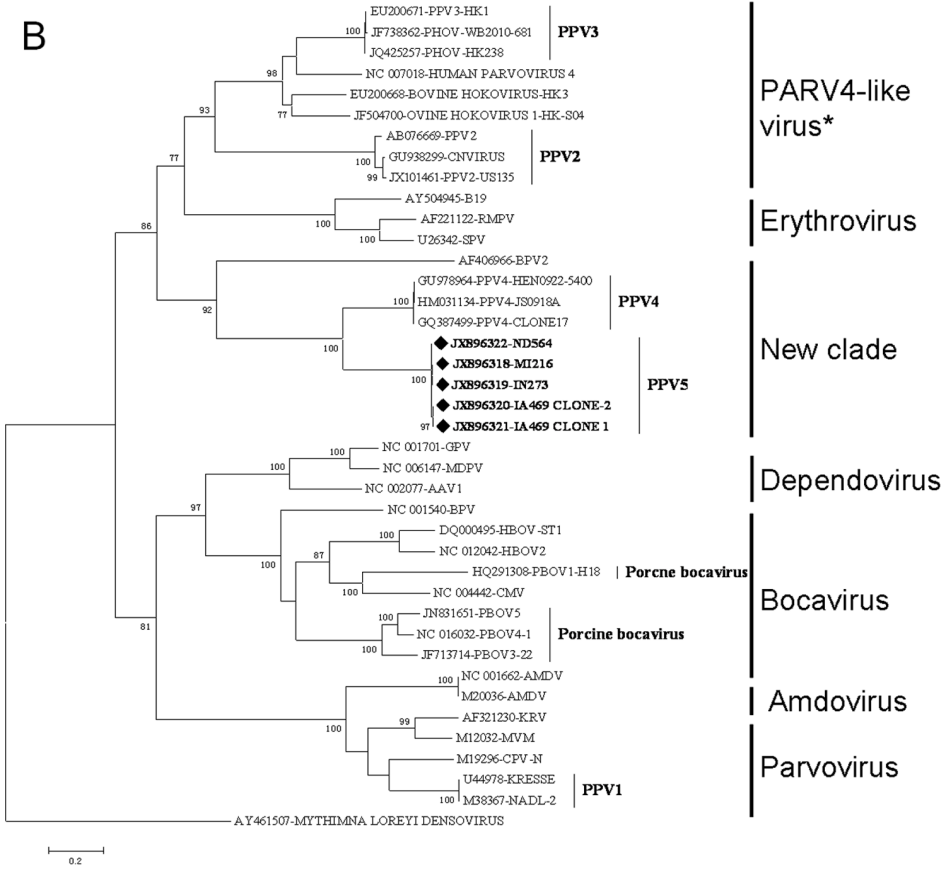 B
EU200671-PPV3-HK1
JF738362-PHOV-WB2010-681
JQ425257-PHOV-HK238
PPV3
NC 007018-HUMAN PARVOVIRUS 4
EU200668-BOVINE HOKOVIRUS-HK3
JF504700-OVINE HOKOVIRUS 1-HK-S04
AB076669-PPV2
GU938299-CNVIRUS
JX101461-PPV2-US135
PPV2
PARV4-like
virus*
AY504945-B19
AF221122-RMPV
U26342-SPV
Erythrovirus
AF406966-BPV2
GU978964-PPV4-HEN0922-5400
HM031134-PPV4-JS0918A
GQ387499-PPV4-CLONE17
PPV4
JX896322-ND564
JX896318-MI216
JX896319-IN273
JX896320-IA469 CLONE-2
JX896321-IA469 CLONE 1
PPV5
New clade
NC 001701-GPV
NC 006147-MDPV
NC 002077-AAV1
Dependovirus
NC 001540-BPV
DQ000495-HBOV-ST1
NC 012042-HBOV2
HQ291308-PBOV1-H18
Porcne bocavirus
NC 004442-CMV
JN831651-PBOV5
NC 016032-PBOV4-1
JF713714-PBOV3-22
Porcine bocavirus
Bocavirus
NC 001662-AMDV
M20036-AMDV
Amdovirus
AF321230-KRV
M12032-MVM
M19296-CPV-N
U44978-KRESSE
M38367-NADL-2
PPV1
Parvovirus
AY461507-MYTHIMNA LOREYI DENSOVIRUS
100
98
77
93
100
99
77
100
100
86
92
100
100
100
97
100
100
97
100
87
100
100
100
100
81
100
100
99
100
0.2